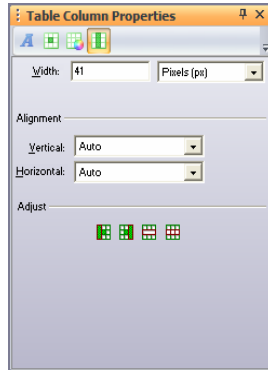 Table Column Properties
A
Width: 41 Pixels (px)
Alignment
Vertical: Auto
Horizontal: Auto
Adjust